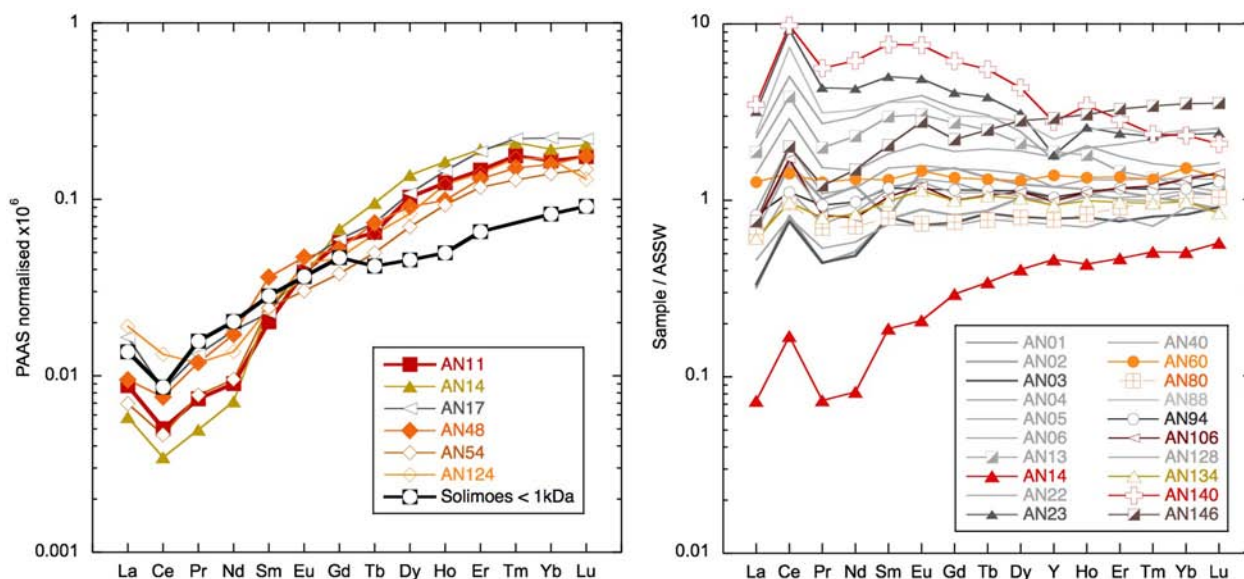 1
0.1
0.01
0.001
PAAS normalised x10⁶
La Ce Pr Nd Sm Eu Gd Tb Dy Ho Er Tm Yb Lu
AN11
AN14
AN17
AN48
AN54
AN124
Solimoes < 1kDa
10
1
0.1
0.01
Sample / ASSW
La Ce Pr Nd Sm Eu Gd Tb Dy Y Ho Er Tm Yb Lu
AN01 AN40
AN02 AN60
AN03 AN80
AN04 AN88
AN05 AN94
AN06 AN106
AN13 AN128
AN14 AN134
AN22 AN140
AN23 AN146